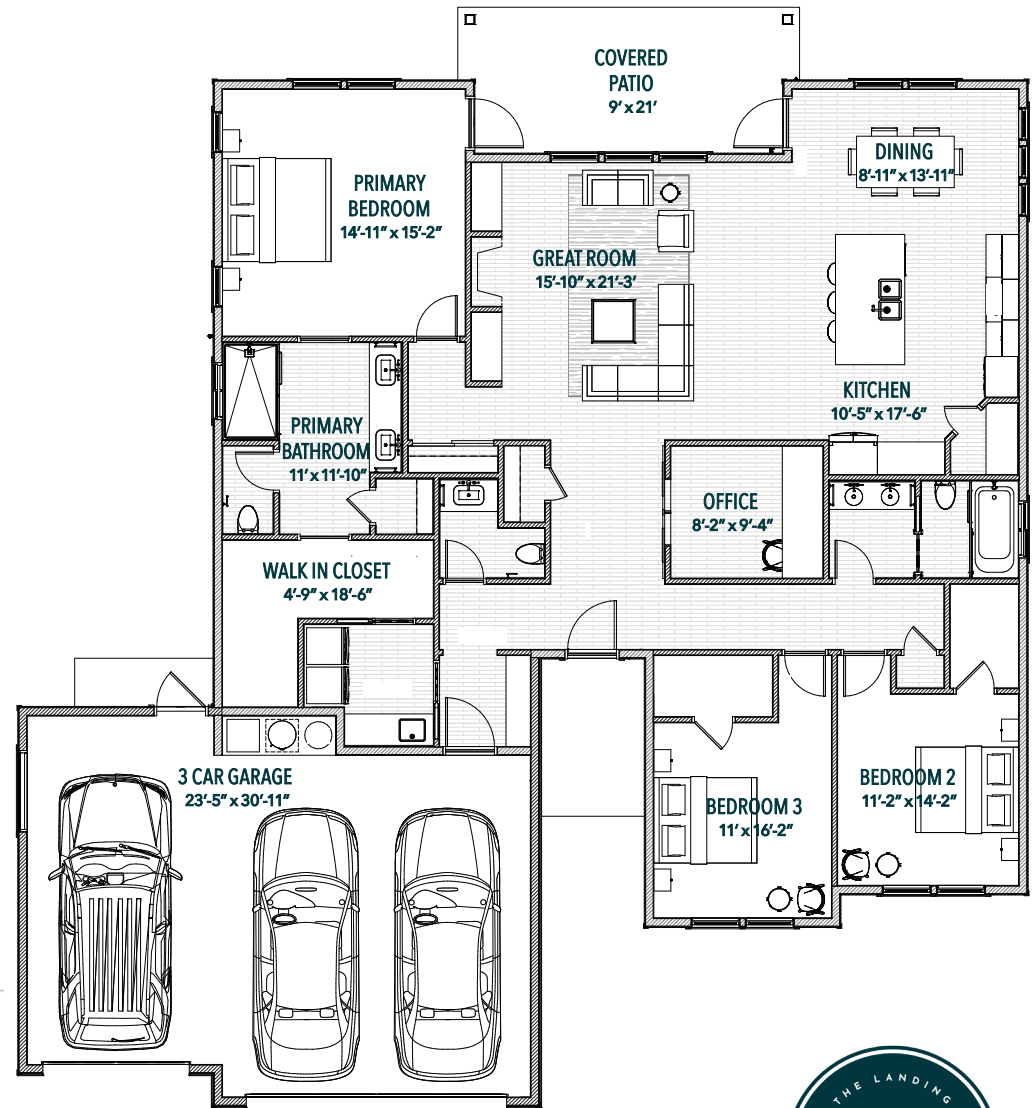 COVERED
PATIO
9' x 21'
DINING
8'-11" x 13'-11"
PRIMARY
BEDROOM
14'-11" x 15'-2"
GREAT ROOM
15'-10" x 21'-3'
KITCHEN
10'-5" x 17'-6"
PRIMARY
BATHROOM
11' x 11'-10"
OFFICE
8'-2" x 9'-4"
WALK IN CLOSET
4'-9" x 18'-6"
3 CAR GARAGE
23'-5" x 30'-11"
BEDROOM 3
11' x 16'-2"
BEDROOM 2
11'-2" x 14'-2"
THE LANDING